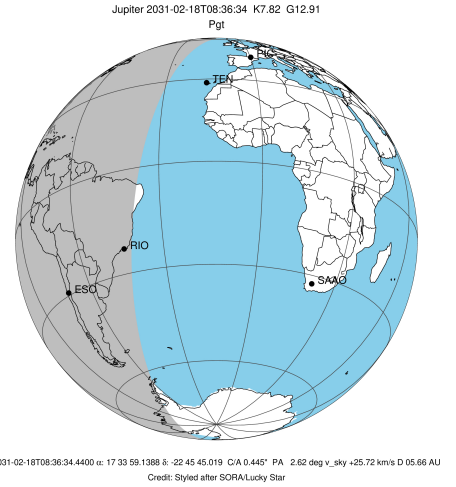 Jupiter 2031-02-18T08:36:34 K7.82 G12.91
Pgt
PIC
TEN
RIO
ESO
SAAO
031-02-18T08:36:34.4400 α: 17 33 59.1388 δ: -22 45 45.019 C/A 0.445" PA 2.62 deg v_sky +25.72 km/s D 05.66 AU
Credit: Styled after SORA/Lucky Star